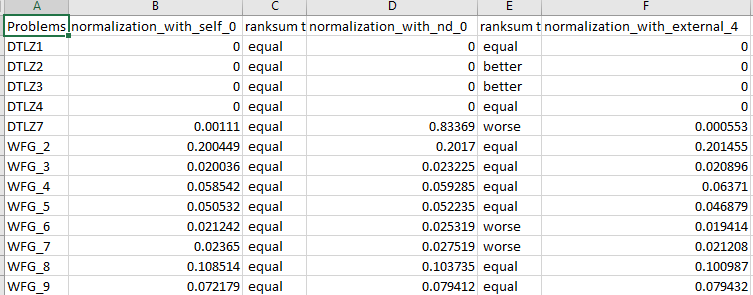 A B C D E F
Problems normalization_with_self_0 ranksum t normalization_with_nd_0 ranksum t normalization_with_external_4
DTLZ1 0 equal 0 equal 0
DTLZ2 0 equal 0 better 0
DTLZ3 0 equal 0 better 0
DTLZ4 0 equal 0 equal 0
DTLZ7 0.00111 equal 0.83369 worse 0.000553
WFG_2 0.200449 equal 0.2017 equal 0.201455
WFG_3 0.020036 equal 0.023225 equal 0.020896
WFG_4 0.058542 equal 0.059285 equal 0.06371
WFG_5 0.050532 equal 0.052235 equal 0.046879
WFG_6 0.021242 equal 0.025319 worse 0.019414
WFG_7 0.02365 equal 0.027519 worse 0.021208
WFG_8 0.108514 equal 0.103735 equal 0.100987
WFG_9 0.072179 equal 0.079412 equal 0.079432